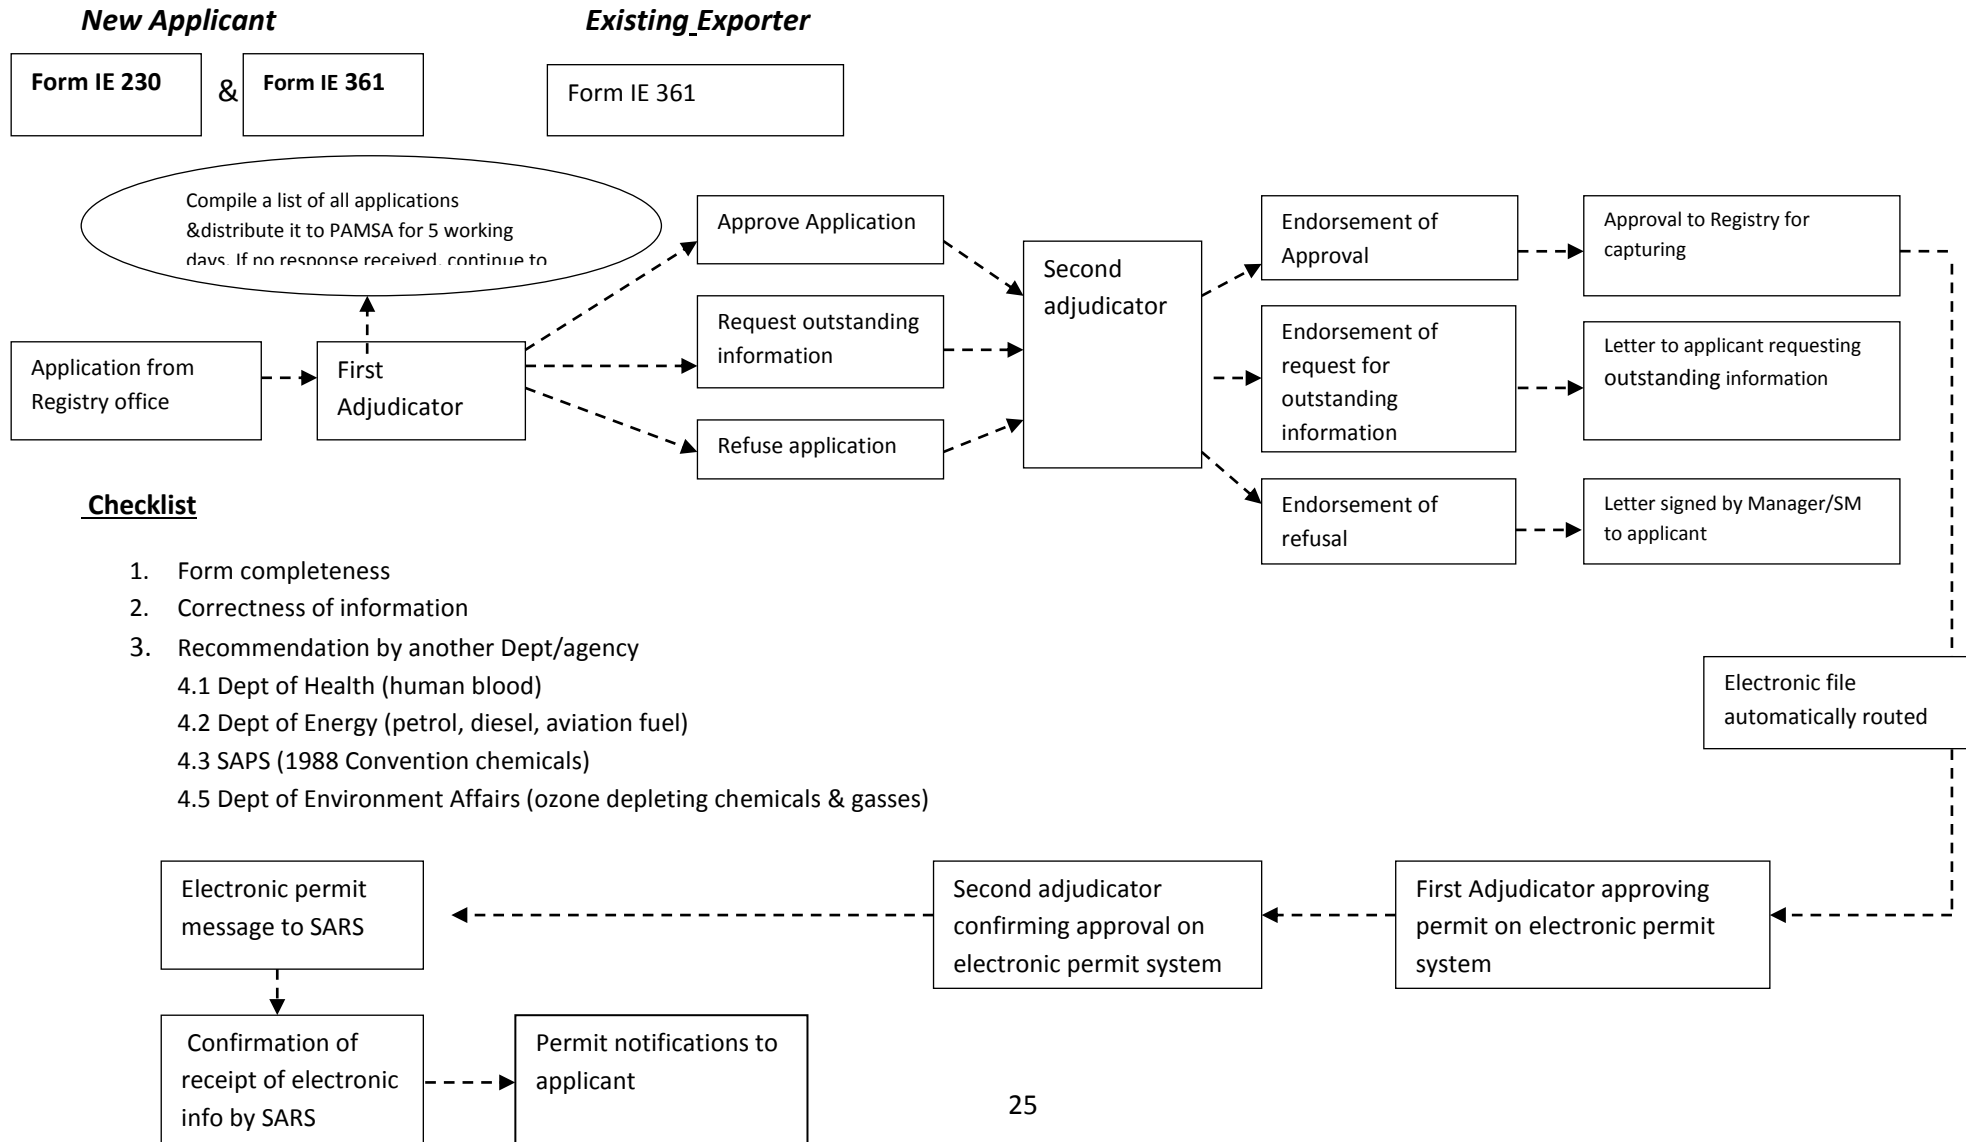 New Applicant
Existing Exporter
Form IE 230
&
Form IE 361
Form IE 361
Compile a list of all applications
&distribute it to PAMSA for 5 working
days. If no response received, continue to
Approve Application
Request outstanding
information
Refuse application
Application from
Registry office
First
Adjudicator
Second
adjudicator
Endorsement of
Approval
Endorsement of
request for
outstanding
information
Endorsement of
refusal
Approval to Registry for
capturing
Letter to applicant requesting
outstanding information
Letter signed by Manager/SM
to applicant
Checklist
1. Form completeness
2. Correctness of information
3. Recommendation by another Dept/agency
4.1 Dept of Health (human blood)
4.2 Dept of Energy (petrol, diesel, aviation fuel)
4.3 SAPS (1988 Convention chemicals)
4.5 Dept of Environment Affairs (ozone depleting chemicals & gasses)
Electronic file
automatically routed
Electronic permit
message to SARS
Second adjudicator
confirming approval on
electronic permit system
First Adjudicator approving
permit on electronic permit
system
Confirmation of
receipt of electronic
info by SARS
Permit notifications to
applicant
25